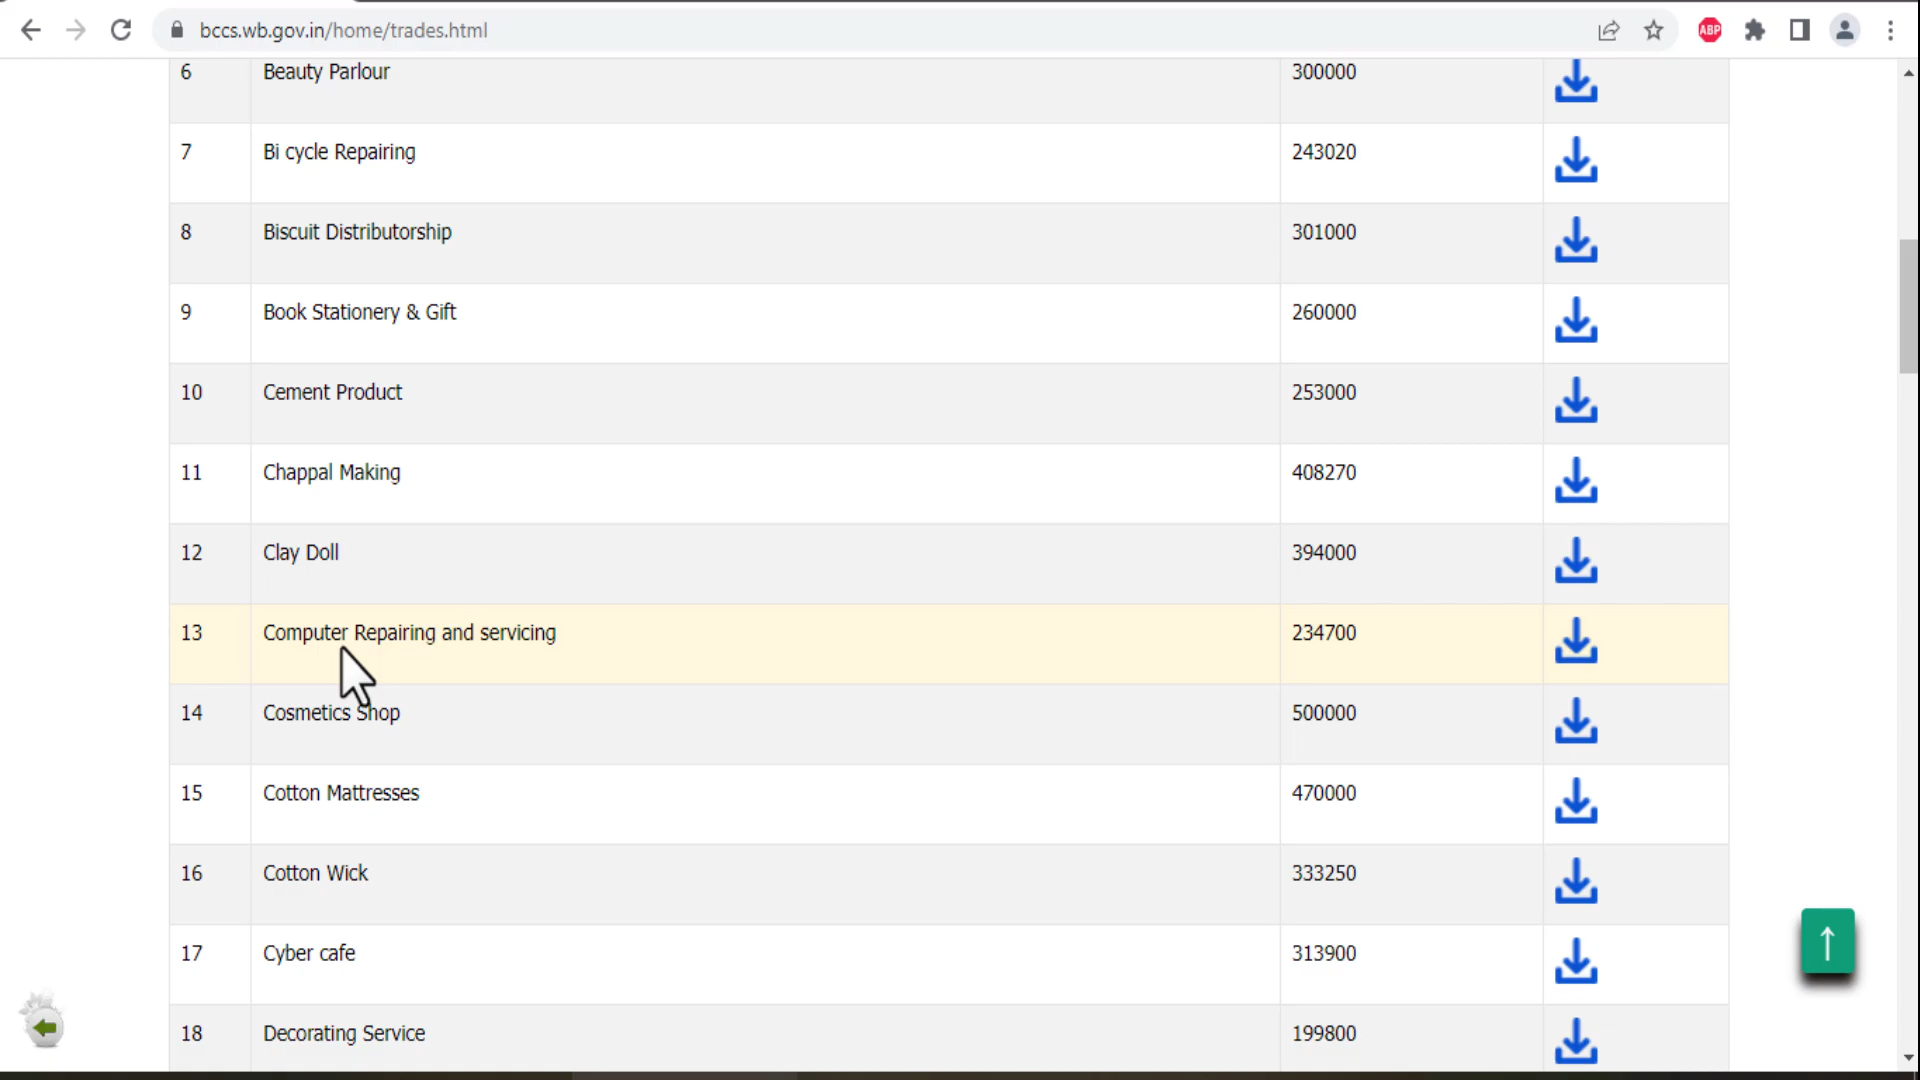 bccs.wb.gov.in/home/trades.html
ABP
6 Beauty Parlour 300000
7 Bi cycle Repairing 243020
8 Biscuit Distributorship 301000
9 Book Stationery & Gift 260000
10 Cement Product 253000
11 Chappal Making 408270
12 Clay Doll 394000
13 Computer Repairing and servicing 234700
14 Cosmetics Shop 500000
15 Cotton Mattresses 470000
16 Cotton Wick 333250
17 Cyber cafe 313900
18 Decorating Service 199800